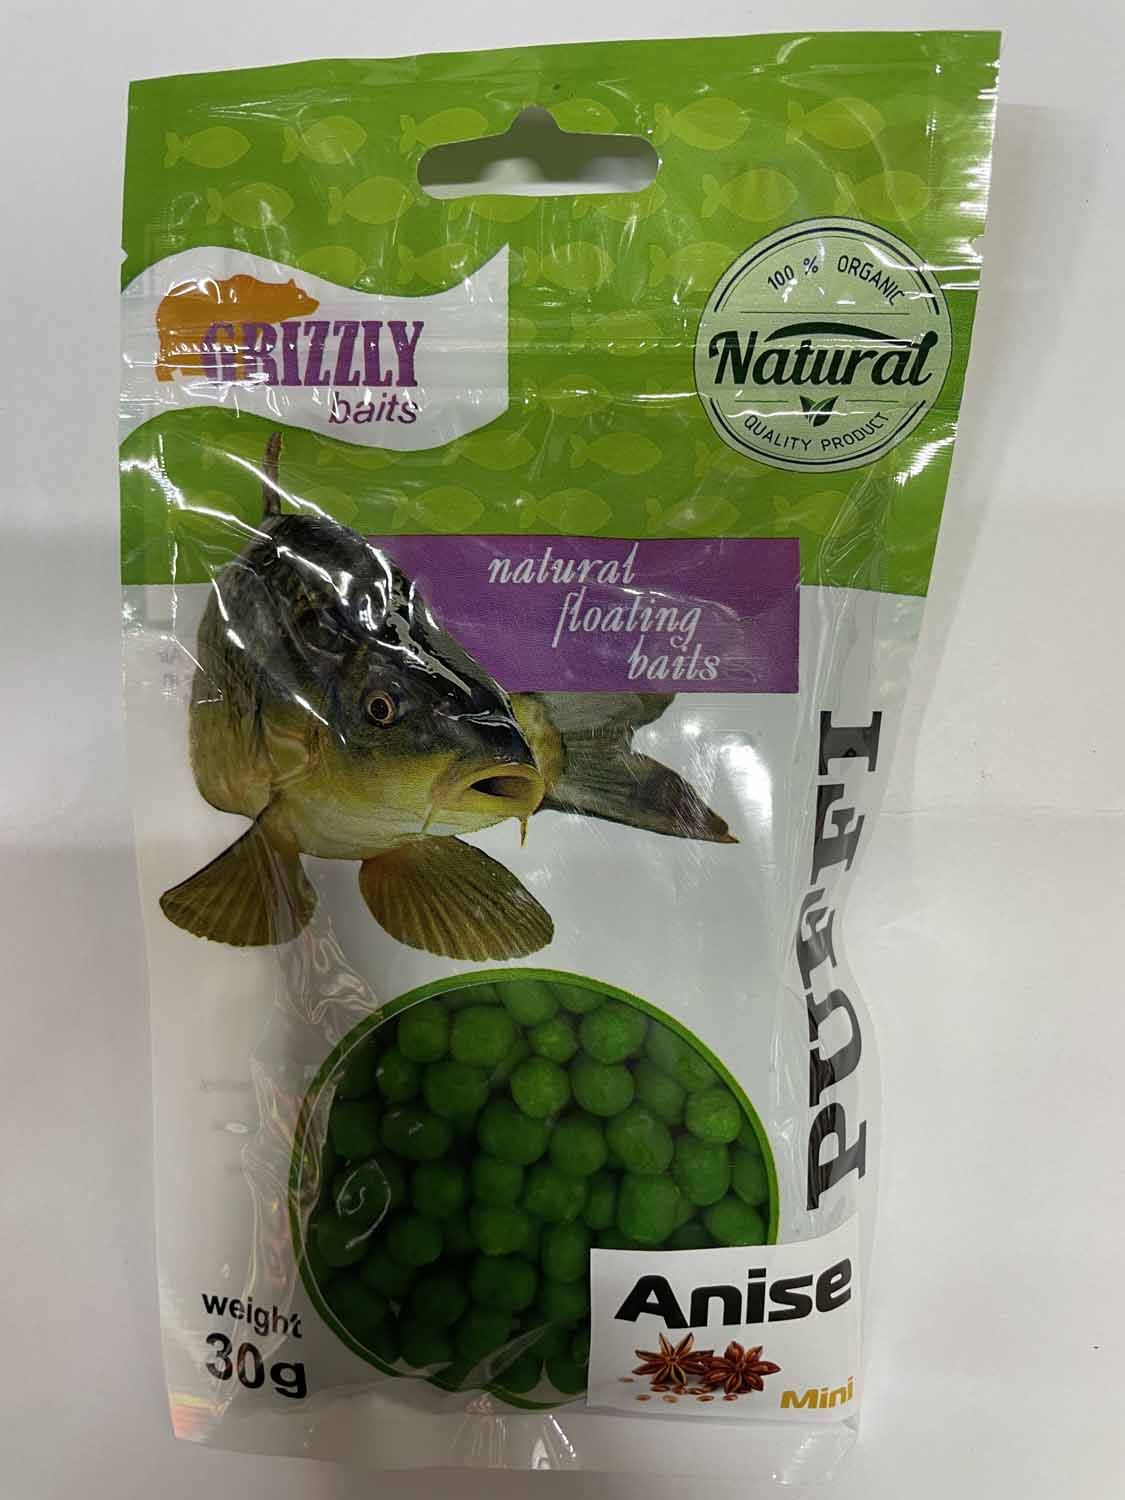 GRIZZLY
baits
100 % ORGANIC
Natural
QUALITY PRODUCT
natural
floating
baits
PUFFI
weight
30g
Anise
Mini